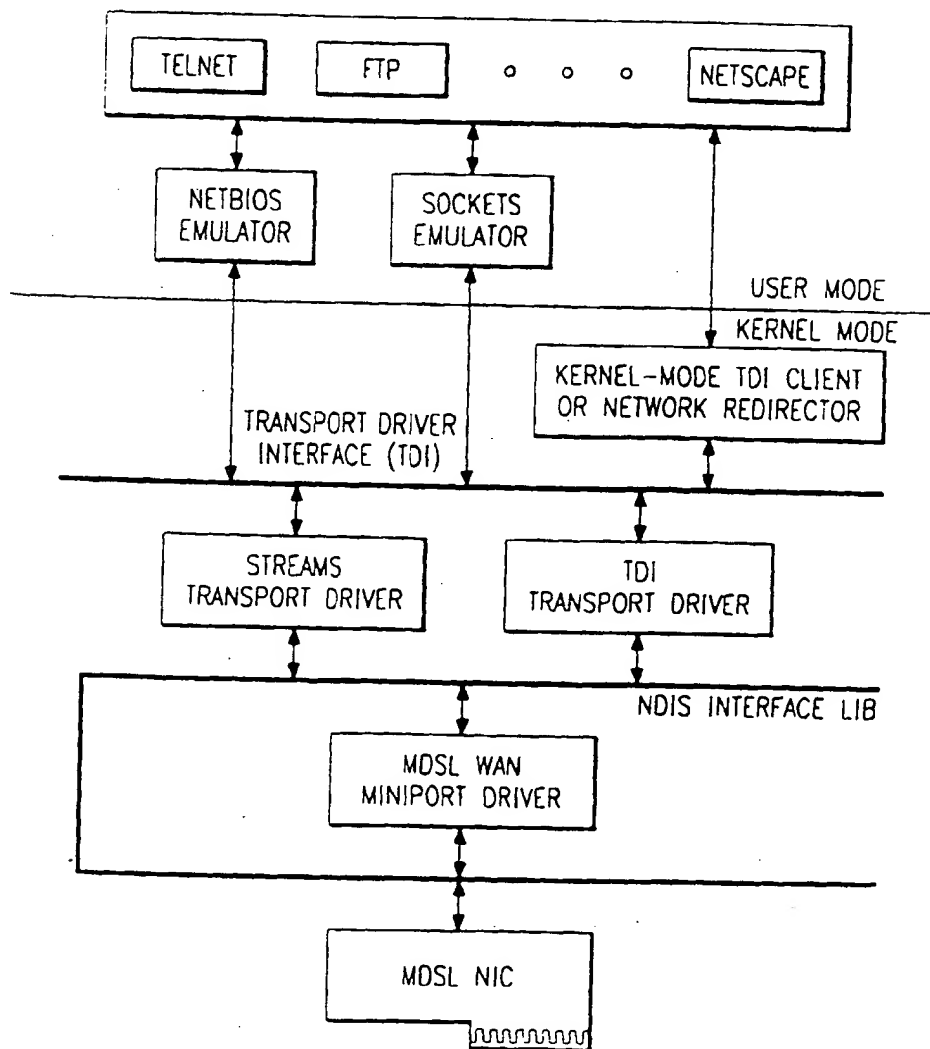 TELNET
FTP
NETSCAPE
NETBIOS
EMULATOR
SOCKETS
EMULATOR
USER MODE
KERNEL MODE
KERNEL-MODE TDI CLIENT
OR NETWORK REDIRECTOR
TRANSPORT DRIVER
INTERFACE (TDI)
STREAMS
TRANSPORT DRIVER
TDI
TRANSPORT DRIVER
NDIS INTERFACE LIB
MDSL WAN
MINIPORT DRIVER
MDSL NIC